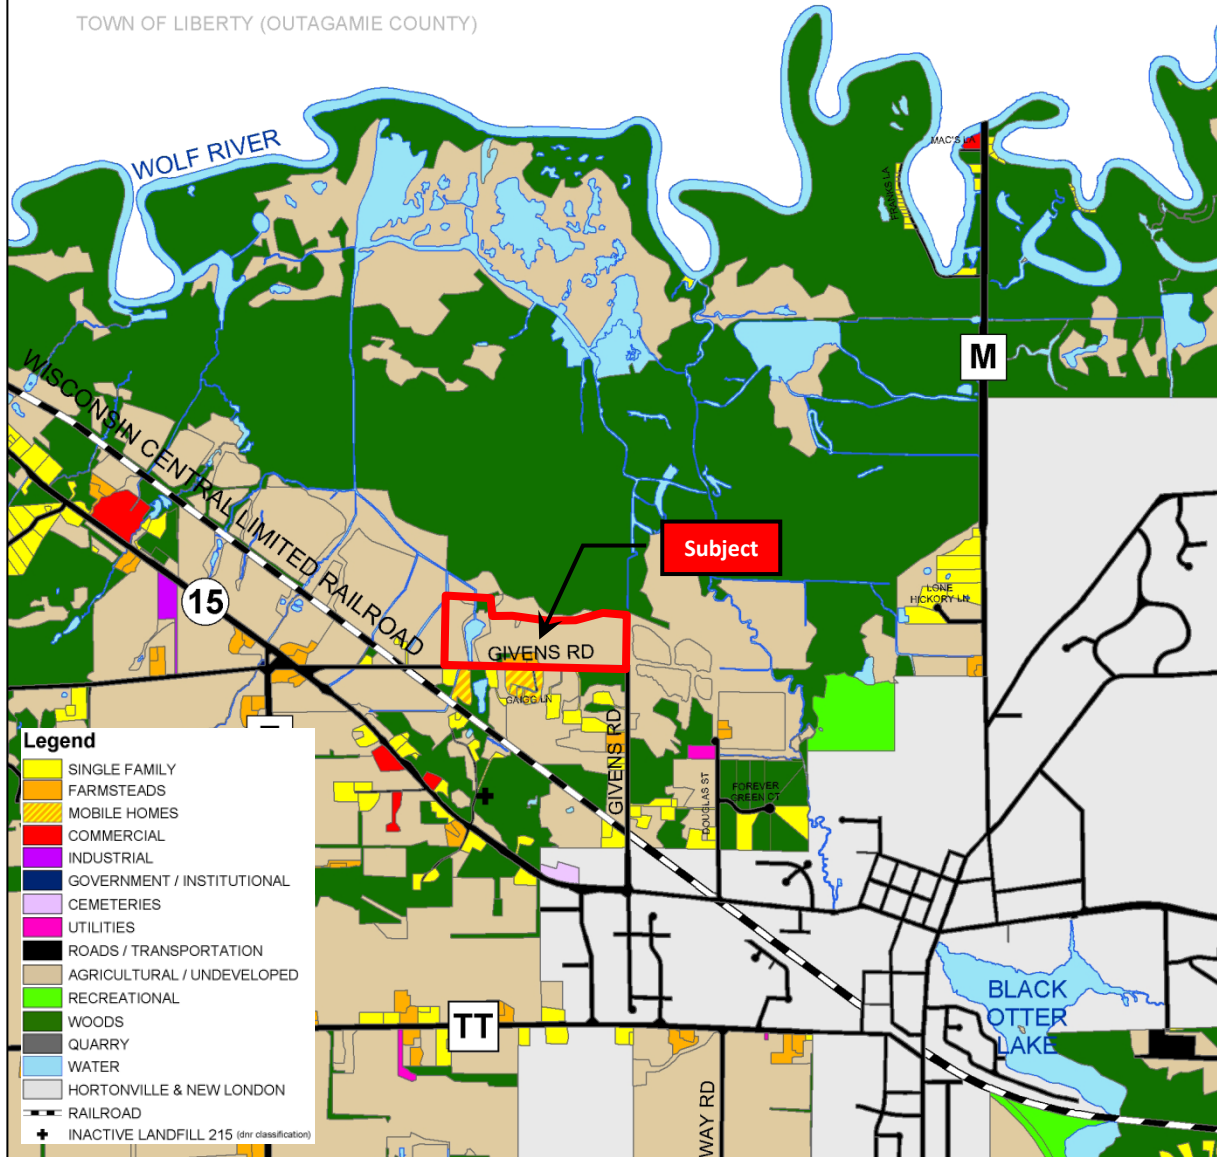 TOWN OF LIBERTY (OUTAGAMIE COUNTY)
WOLF RIVER
MAC'S LA
FRANKS LA
M
WISCONSIN CENTRAL LIMITED RAILROAD
Subject
15
LONE
HICKORY LN
GIVENS RD
GAIGG LN
GIVENS RD
DOUGLAS ST
FOREVER
GREEN CT
Legend
SINGLE FAMILY
FARMSTEADS
MOBILE HOMES
COMMERCIAL
INDUSTRIAL
GOVERNMENT / INSTITUTIONAL
CEMETERIES
UTILITIES
ROADS / TRANSPORTATION
AGRICULTURAL / UNDEVELOPED
RECREATIONAL
WOODS
QUARRY
WATER
HORTONVILLE & NEW LONDON
RAILROAD
INACTIVE LANDFILL 215 (dnr classification)
TT
BLACK
OTTER
LAKE
WAY RD